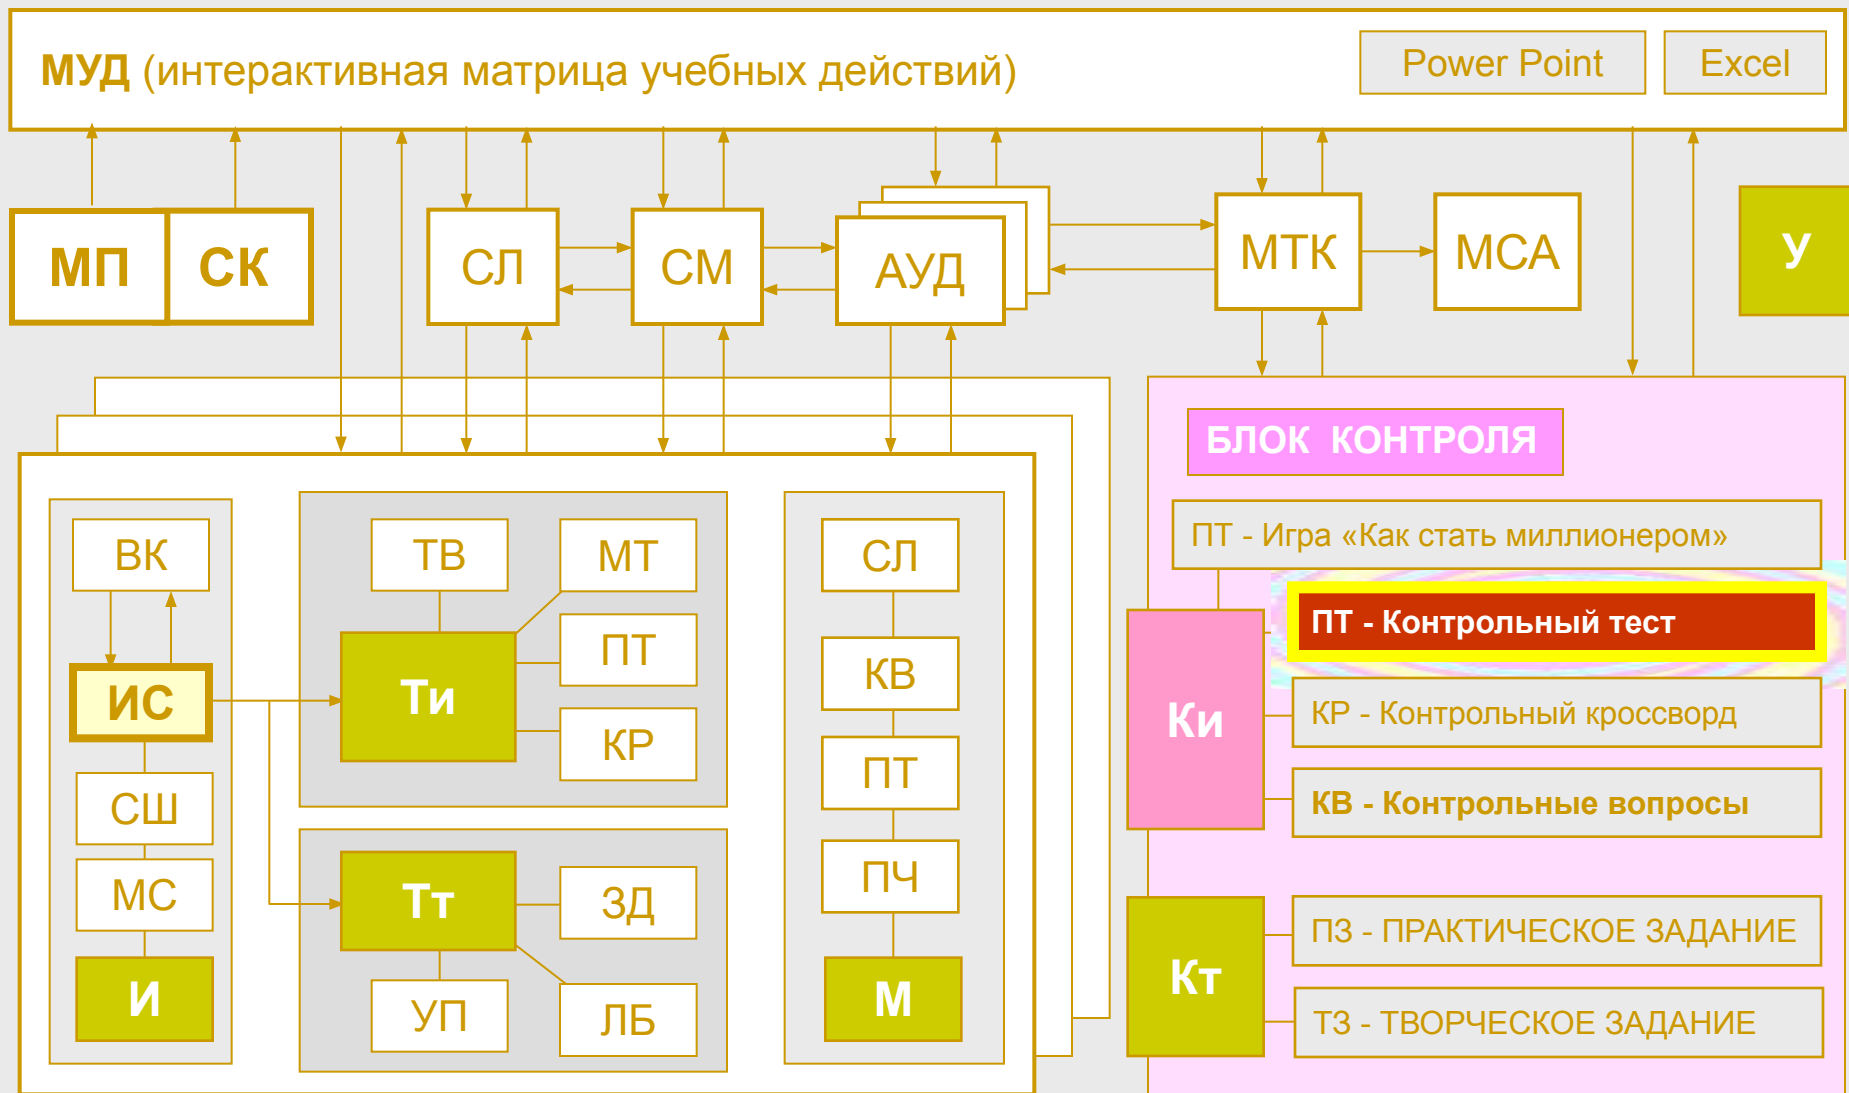 МУД (интерактивная матрица учебных действий)
Power Point
Excel
МП
СК
СЛ
СМ
АУД
МТК
МСА
У
БЛОК КОНТРОЛЯ
ПТ - Игра «Как стать миллионером»
ПТ - Контрольный тест
Ки
КР - Контрольный кроссворд
КВ - Контрольные вопросы
Кт
ПЗ - ПРАКТИЧЕСКОЕ ЗАДАНИЕ
ТЗ - ТВОРЧЕСКОЕ ЗАДАНИЕ
ВК
ИС
СШ
МС
И
ТВ
МТ
ПТ
Ти
КР
Тт
ЗД
УП
ЛБ
СЛ
КВ
ПТ
ПЧ
М